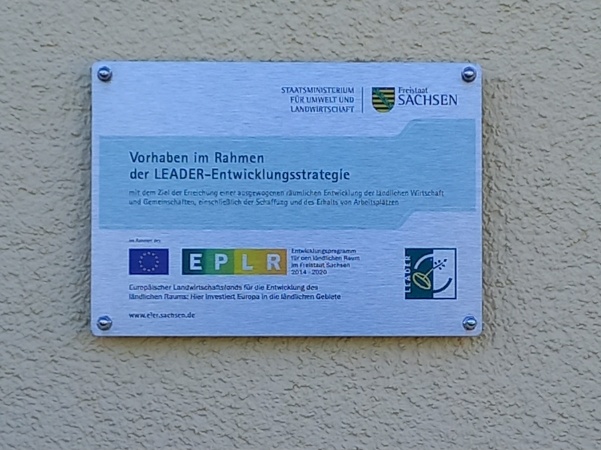 STAATSMINISTERIUM
FÜR UMWELT UND
LANDWIRTSCHAFT
Freistaat
SACHSEN
Vorhaben im Rahmen
der LEADER-Entwicklungsstrategie
mit dem Ziel der Erreichung einer ausgewogenen räumlichen Entwicklung der ländlichen Wirtschaft
und Gemeinschaften, einschließlich der Schaffung und des Erhalts von Arbeitsplätzen
im Rahmen des
EPLR
Entwicklungsprogramm
für den ländlichen Raum
im Freistaat Sachsen
2014 - 2020
LEADER
Europäischer Landwirtschaftsfonds für die Entwicklung des
ländlichen Raums: Hier investiert Europa in die ländlichen Gebiete
www.eler.sachsen.de